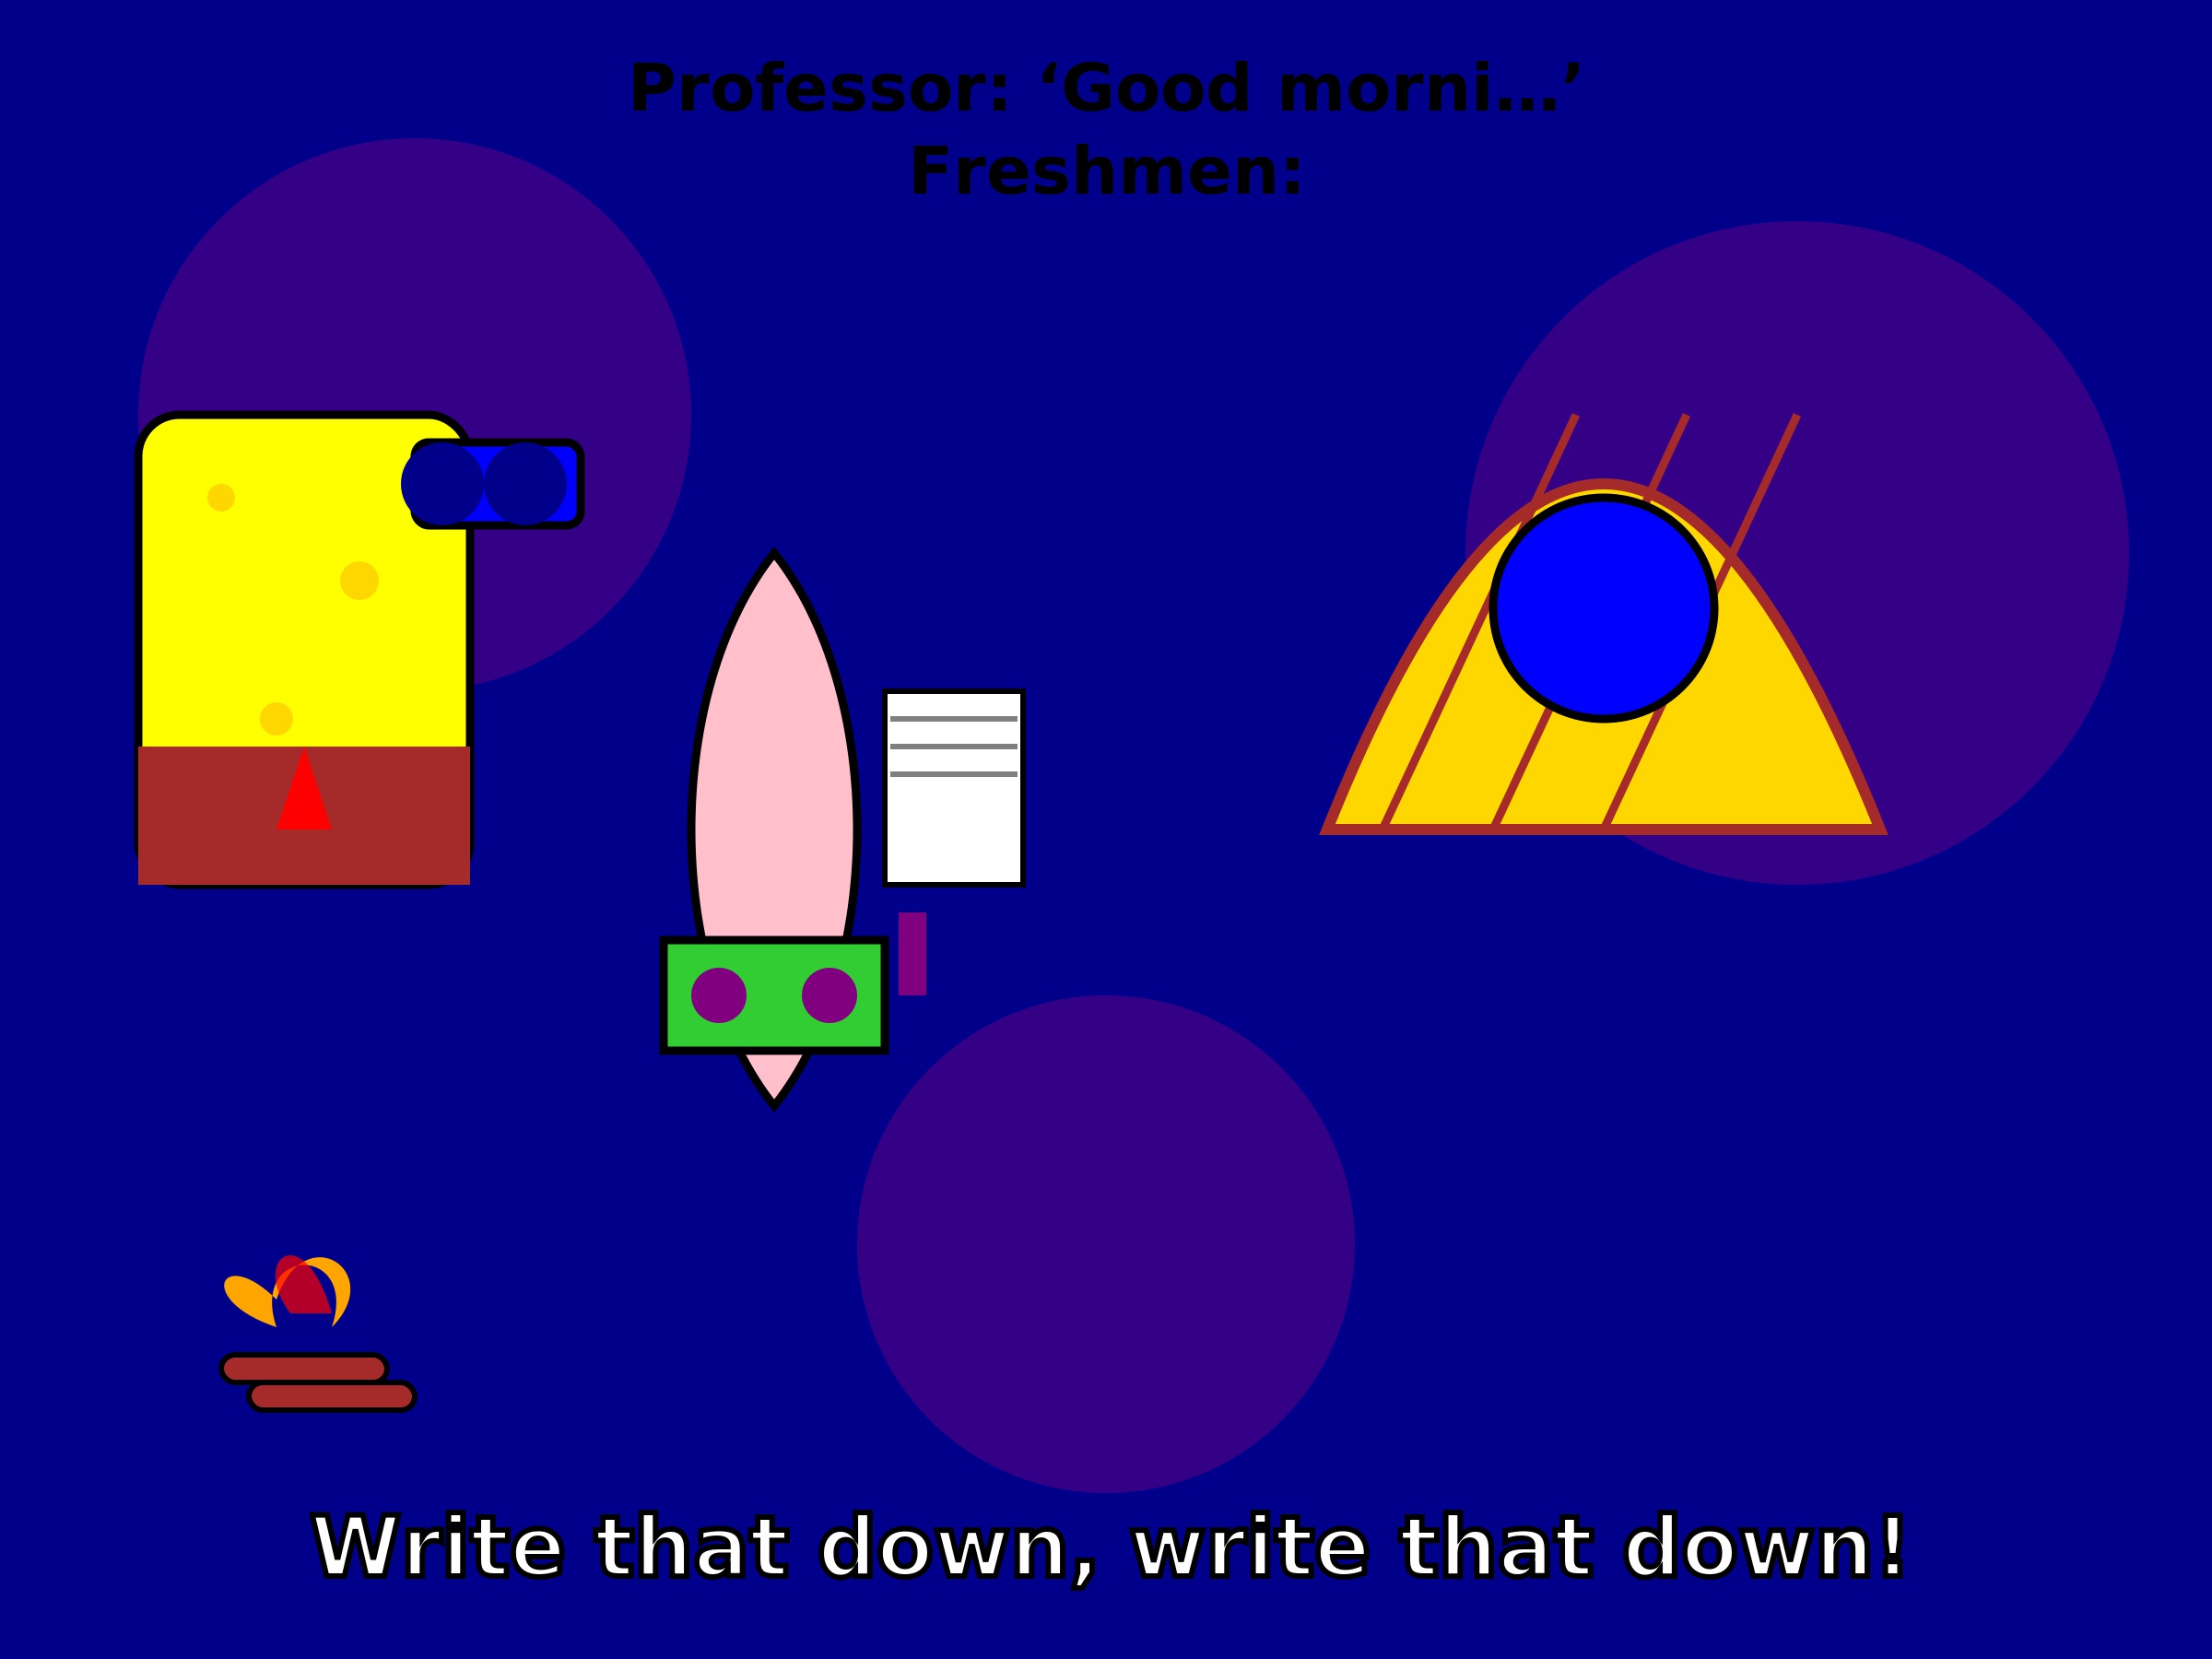 Professor: ‘Good morni...’
Freshmen:
Write that down, write that down!